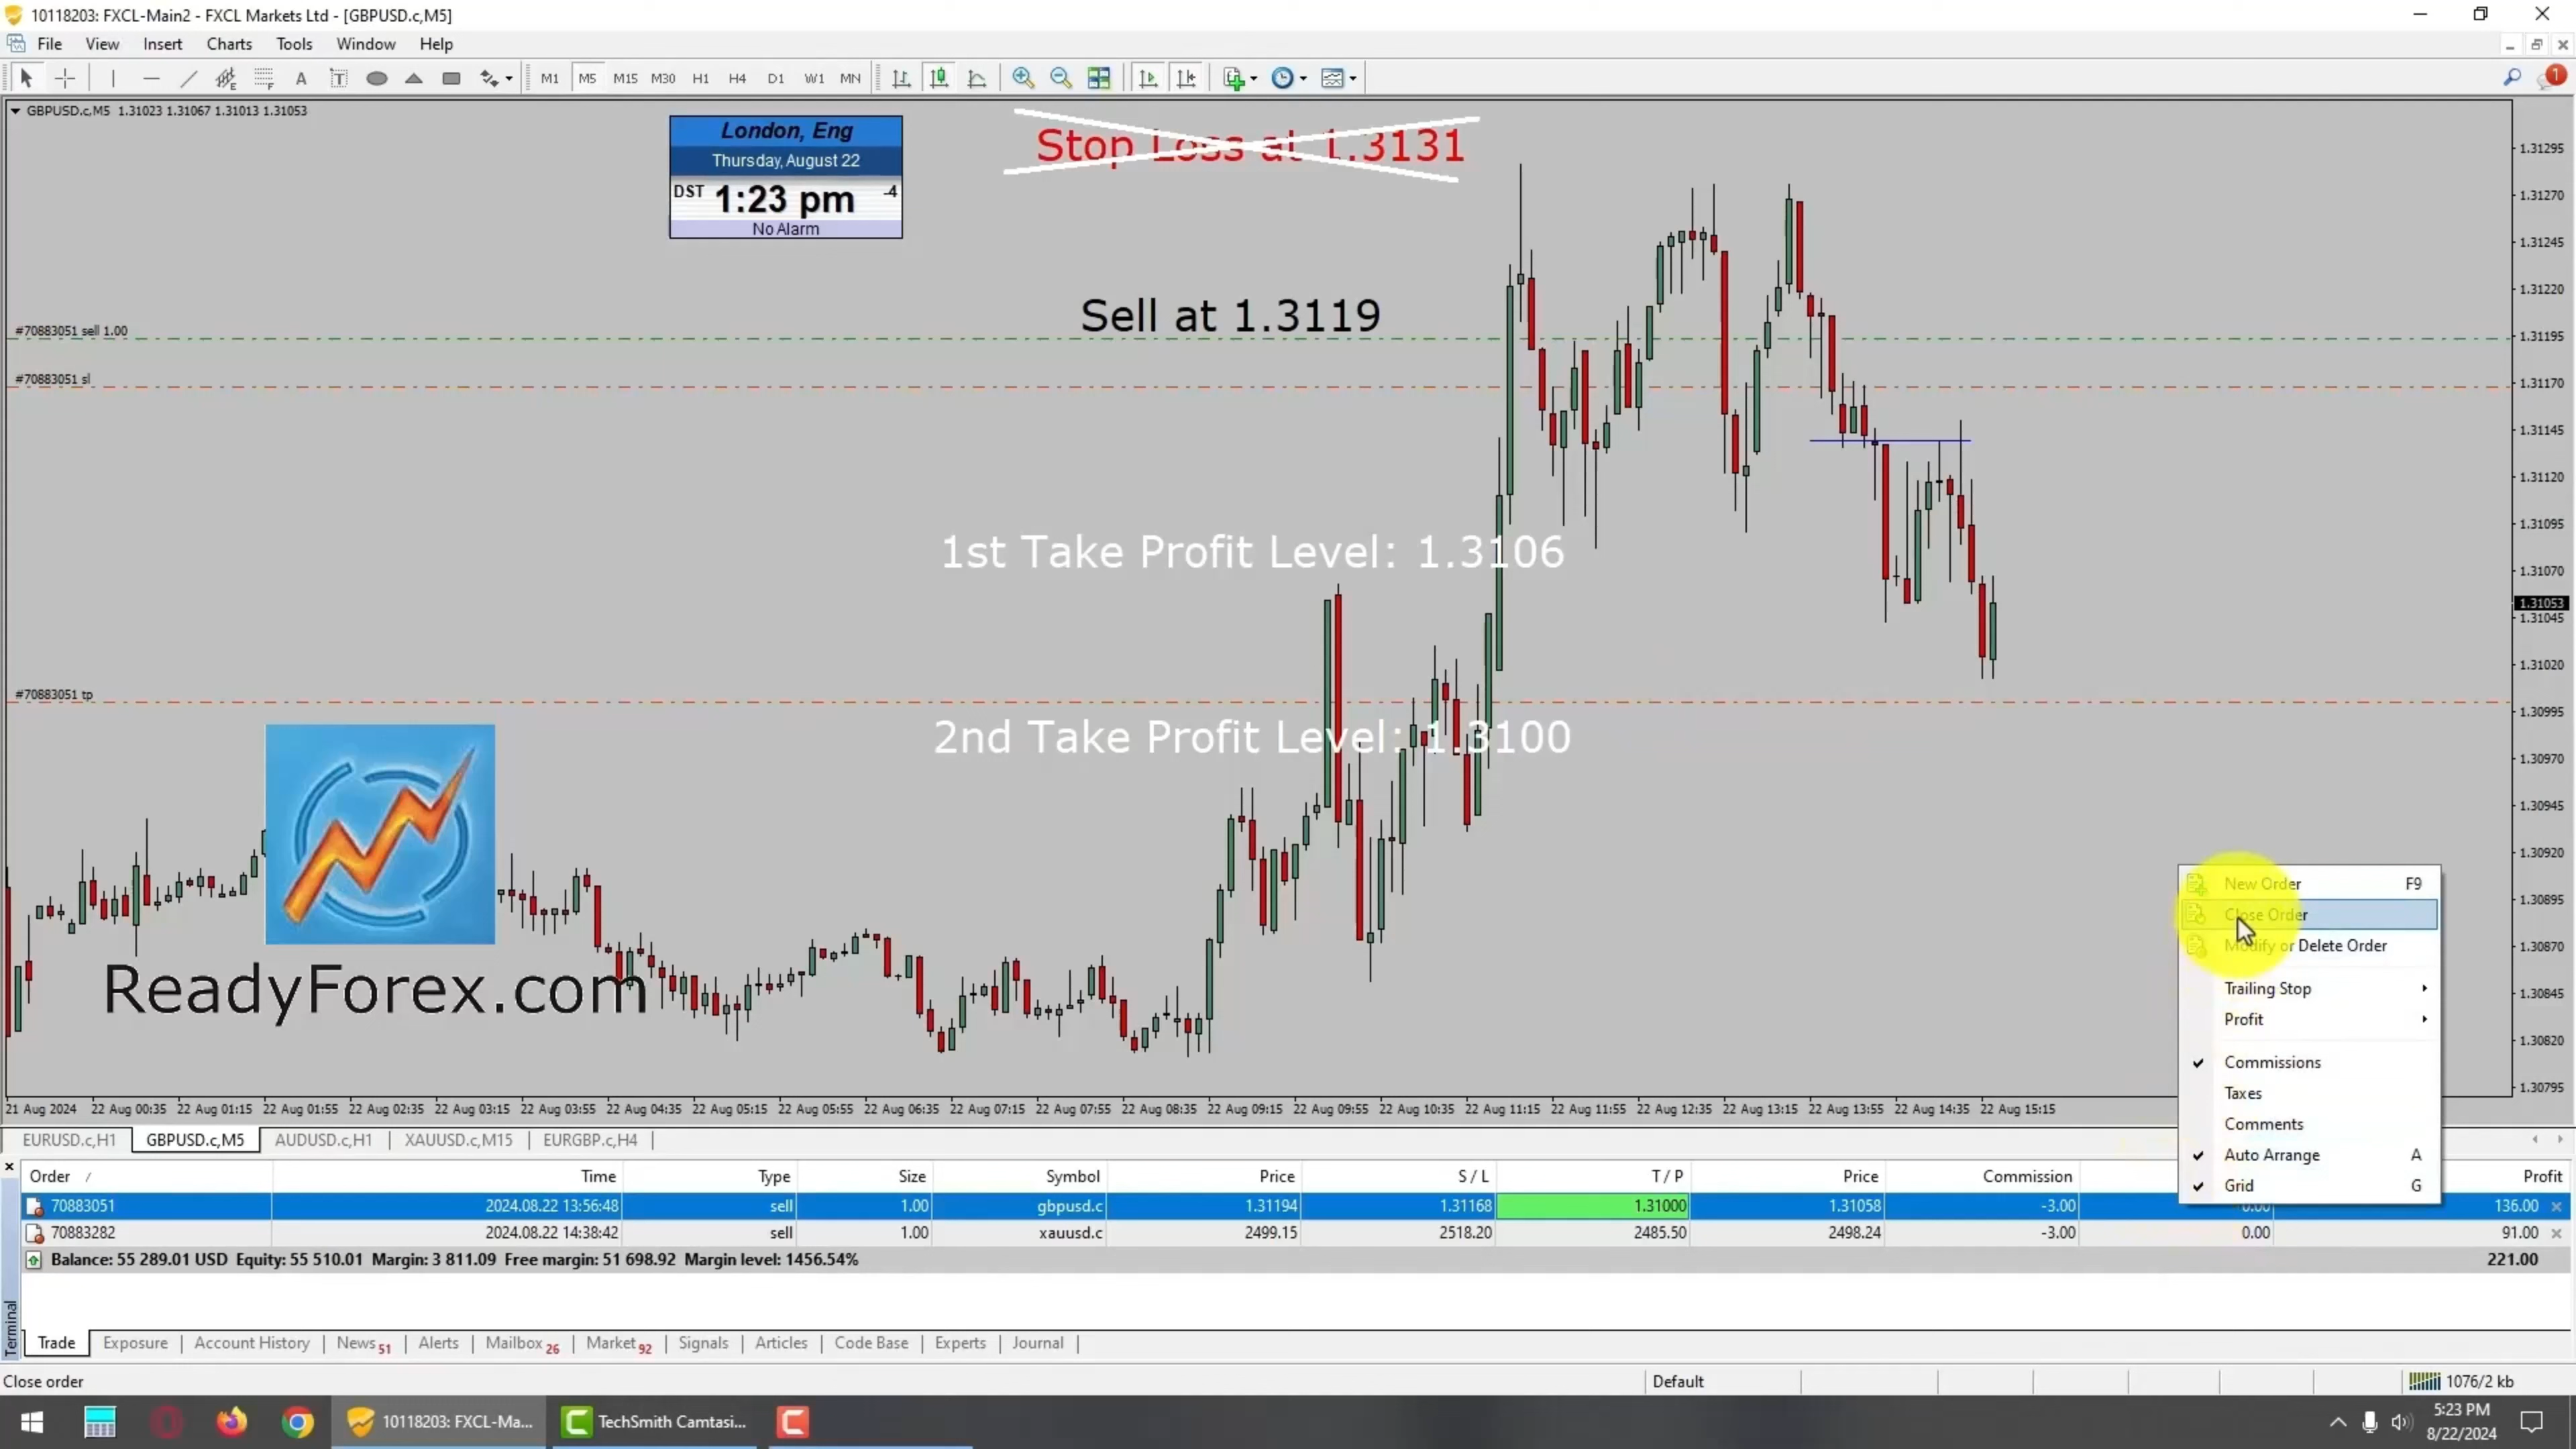 10118203: FXCL-Main2 - FXCL Markets Ltd - [GBPUSD.c,M5]
File View Insert Charts Tools Window Help
M1 M5 M15 M30 H1 H4 D1 W1 MN
1
GBPUSD.c,M5 1.31023 1.31067 1.31013 1.31053
London, Eng
Thursday, August 22
DST 1:23 pm -4
No Alarm
Stop Loss at 1.3131
Sell at 1.3119
#70883051 sell 1.00
#70883051 sl
1st Take Profit Level: 1.3106
#70883051 tp
2nd Take Profit Level: 1.3100
ReadyForex.com
1.31295
1.31270
1.31245
1.31220
1.31195
1.31170
1.31145
1.31120
1.31095
1.31070
1.31053
1.31045
1.31020
1.30995
1.30970
1.30945
1.30920
1.30895
1.30870
1.30845
1.30820
1.30795
New Order F9
Close Order
Modify or Delete Order
Trailing Stop
Profit
Commissions
Taxes
Comments
Auto Arrange A
Grid G
21 Aug 2024 22 Aug 00:35 22 Aug 01:15 22 Aug 01:55 22 Aug 02:35 22 Aug 03:15 22 Aug 03:55 22 Aug 04:35 22 Aug 05:15 22 Aug 05:55 22 Aug 06:35 22 Aug 07:15 22 Aug 07:55 22 Aug 08:35 22 Aug 09:15 22 Aug 09:55 22 Aug 10:35 22 Aug 11:15 22 Aug 11:55 22 Aug 12:35 22 Aug 13:15 22 Aug 13:55 22 Aug 14:35 22 Aug 15:15
EURUSD.c,H1 GBPUSD.c,M5 AUDUSD.c,H1 XAUUSD.c,M15 EURGBP.c,H4
Order / Time Type Size Symbol Price S / L T / P Price Commission Profit
70883051 2024.08.22 13:56:48 sell 1.00 gbpusd.c 1.31194 1.31168 1.31000 1.31058 -3.00 0.00 136.00
70883282 2024.08.22 14:38:42 sell 1.00 xauusd.c 2499.15 2518.20 2485.50 2498.24 -3.00 0.00 91.00
Balance: 55 289.01 USD Equity: 55 510.01 Margin: 3 811.09 Free margin: 51 698.92 Margin level: 1456.54% 221.00
Terminal
Trade Exposure Account History News 51 Alerts Mailbox 26 Market 92 Signals Articles Code Base Experts Journal
Close order Default 1076/2 kb
10118203: FXCL-Ma... TechSmith Camtasi...
5:23 PM
8/22/2024